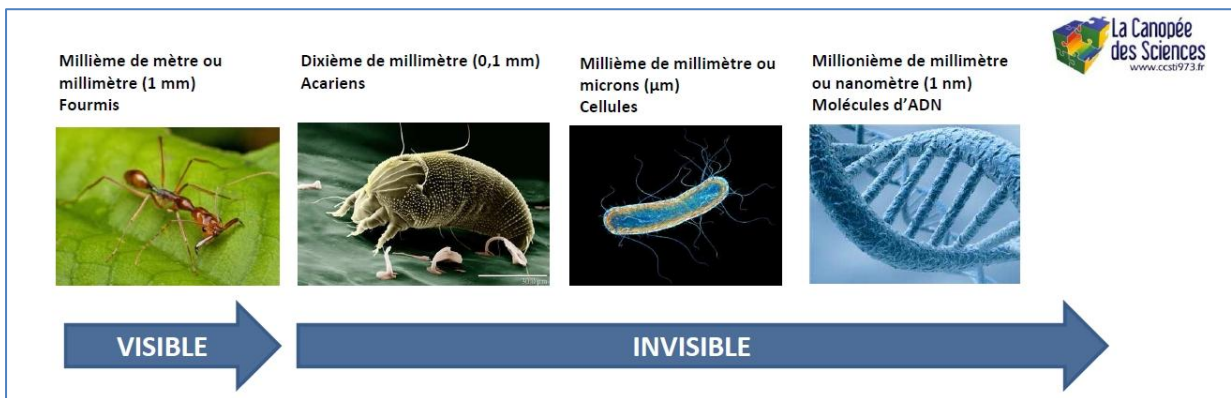 La Canopée
des Sciences
www.ccsti973.fr
Millième de mètre ou
millimètre (1 mm)
Fourmis
Dixième de millimètre (0,1 mm)
Acariens
Millième de millimètre ou
microns (µm)
Cellules
Millionième de millimètre
ou nanomètre (1 nm)
Molécules d'ADN
VISIBLE
INVISIBLE